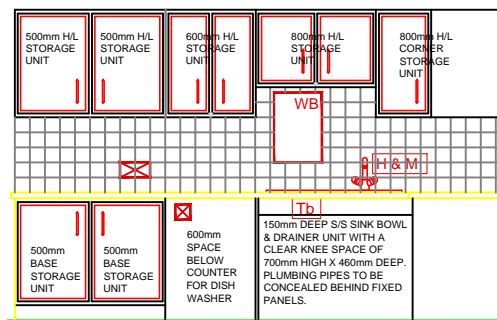 500mm H/L
STORAGE
UNIT
500mm H/L
STORAGE
UNIT
600mm H/L
STORAGE
UNIT
800mm H/L
STORAGE
UNIT
800mm H/L
CORNER
STORAGE
UNIT
WB
H & M
Tb
500mm
BASE
STORAGE
UNIT
500mm
BASE
STORAGE
UNIT
600mm
SPACE
BELOW
COUNTER
FOR DISH
WASHER
150mm DEEP S/S SINK BOWL
& DRAINER UNIT WITH A
CLEAR KNEE SPACE OF
700mm HIGH X 460mm DEEP.
PLUMBING PIPES TO BE
CONCEALED BEHIND FIXED
PANELS.